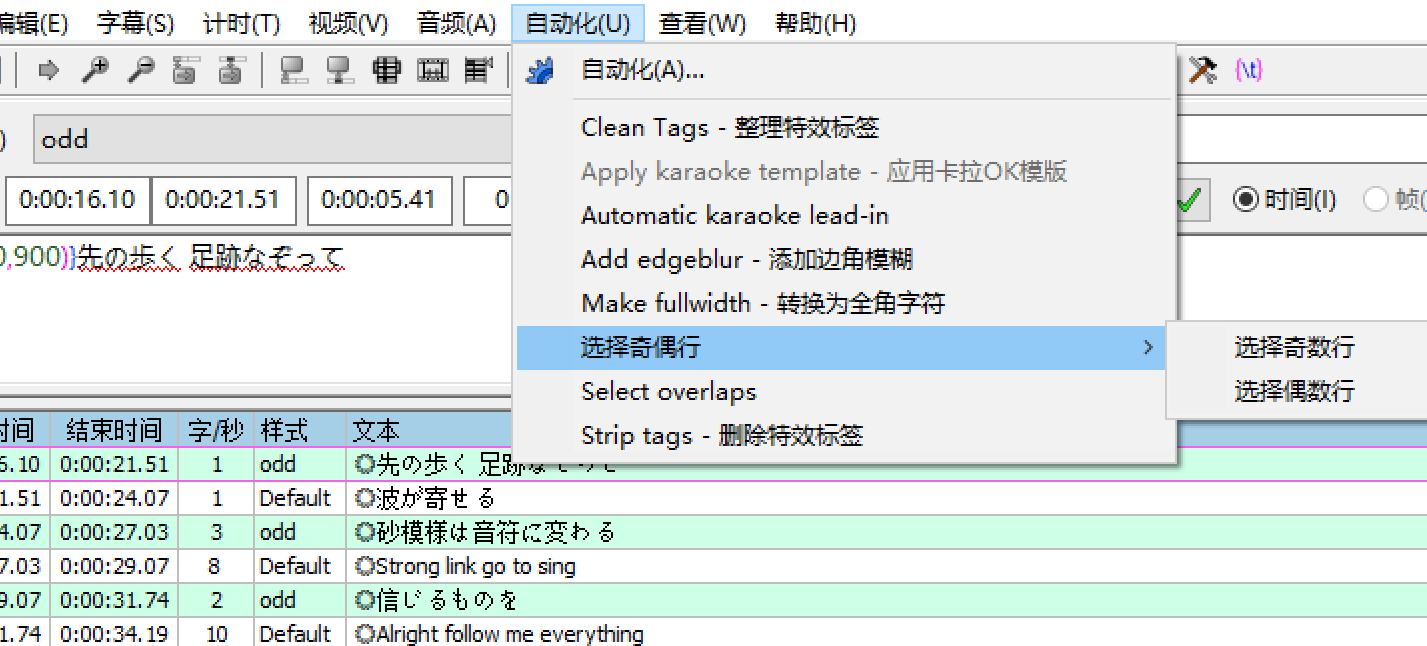 编辑(E) 字幕(S) 计时(T) 视频(V) 音频(A) 自动化(U) 查看(W) 帮助(H)
自动化(A)...
{\t}
Clean Tags - 整理特效标签
odd
Apply karaoke template - 应用卡拉OK模版
0:00:16.10 0:00:21.51 0:00:05.41 0
时间(I) 帧(
Automatic karaoke lead-in
0,900)}先の歩く 足跡なぞって
Add edgeblur - 添加边角模糊
Make fullwidth - 转换为全角字符
选择奇偶行
选择奇数行
选择偶数行
Select overlaps
Strip tags - 删除特效标签
时间 结束时间 字/秒 样式 文本
6.10 0:00:21.51 1 odd 先の歩く 足跡なぞって
1.51 0:00:24.07 1 Default 波が寄せる
4.07 0:00:27.03 3 odd 砂模様は音符に変わる
7.03 0:00:29.07 8 Default Strong link go to sing
9.07 0:00:31.74 2 odd 信じるものを
1.74 0:00:34.19 10 Default Alright follow me everything